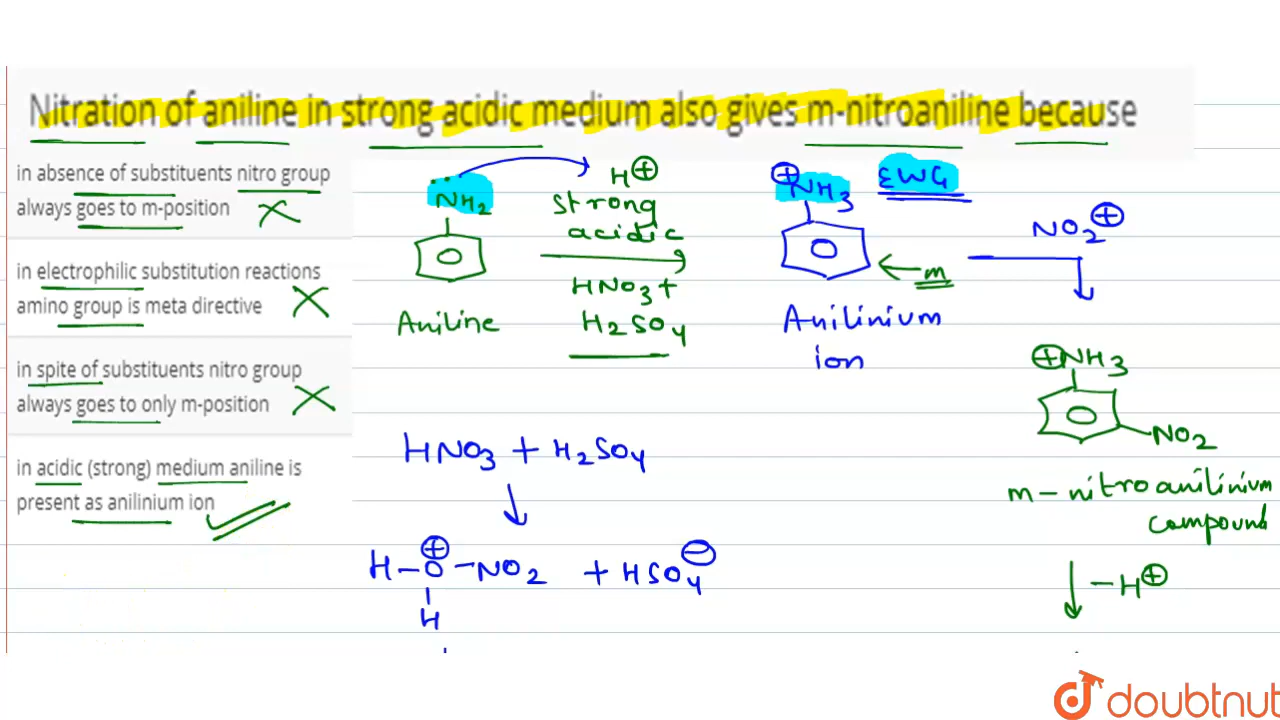 Nitration of aniline in strong acidic medium also gives m-nitroaniline because
in absence of substituents nitro group
always goes to m-position
in electrophilic substitution reactions
amino group is meta directive
in spite of substituents nitro group
always goes to only m-position
in acidic (strong) medium aniline is
present as anilinium ion
NH2
Aniline
H⊕
strong
acidic
HNO3+
H2SO4
⊕NH3
EWG
m
Anilinium
ion
NO2⊕
⊕NH3
NO2
m-nitroanilinium
compound
-H⊕
HNO3 + H2SO4
⊕
H-O-NO2 + HSO4⊖
H
doubtnut